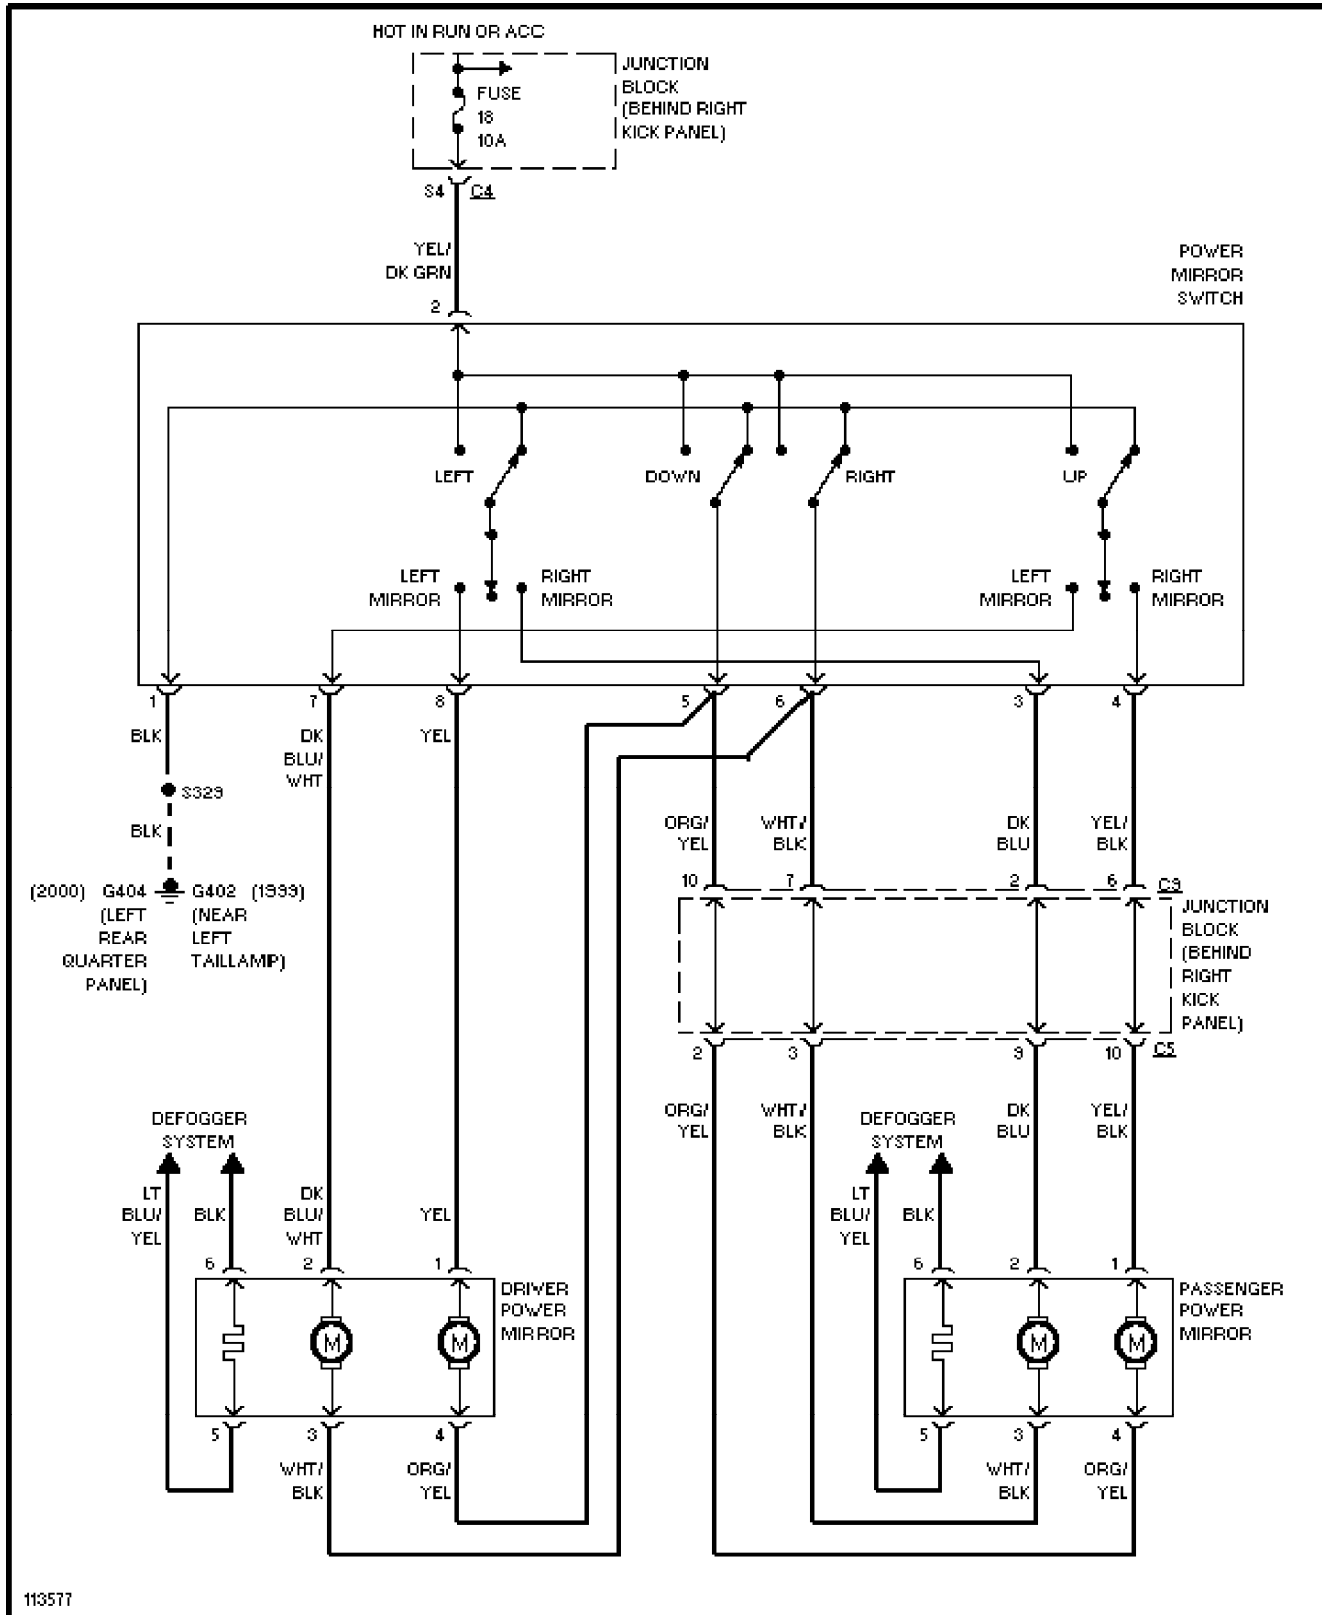 HOT IN RUN OR ACC
JUNCTION
BLOCK
(BEHIND RIGHT
KICK PANEL)
FUSE
18
10A
S4 C4
YEL/
DK GRN
2
POWER
MIRROR
SWITCH
LEFT
DOWN
RIGHT
UP
LEFT
MIRROR
RIGHT
MIRROR
LEFT
MIRROR
RIGHT
MIRROR
1 7 8 5 6 3 4
BLK
DK
BLU/
WHT
YEL
S329
BLK
(2000) G404
(LEFT
REAR
QUARTER
PANEL)
G402 (1999)
(NEAR
LEFT
TAILLAMP)
ORG/
YEL
WHT/
BLK
DK
BLU
YEL/
BLK
10 7 2 6 C9
JUNCTION
BLOCK
(BEHIND
RIGHT
KICK
PANEL)
2 3 9 10 C5
ORG/
YEL
WHT/
BLK
DK
BLU
YEL/
BLK
DEFOGGER
SYSTEM
LT
BLU/
YEL
BLK
DK
BLU/
WHT
YEL
6 2 1
DRIVER
POWER
MIRROR
M M
5 3 4
WHT/
BLK
ORG/
YEL
DEFOGGER
SYSTEM
LT
BLU/
YEL
BLK
6 2 1
PASSENGER
POWER
MIRROR
M M
5 3 4
WHT/
BLK
ORG/
YEL
113577